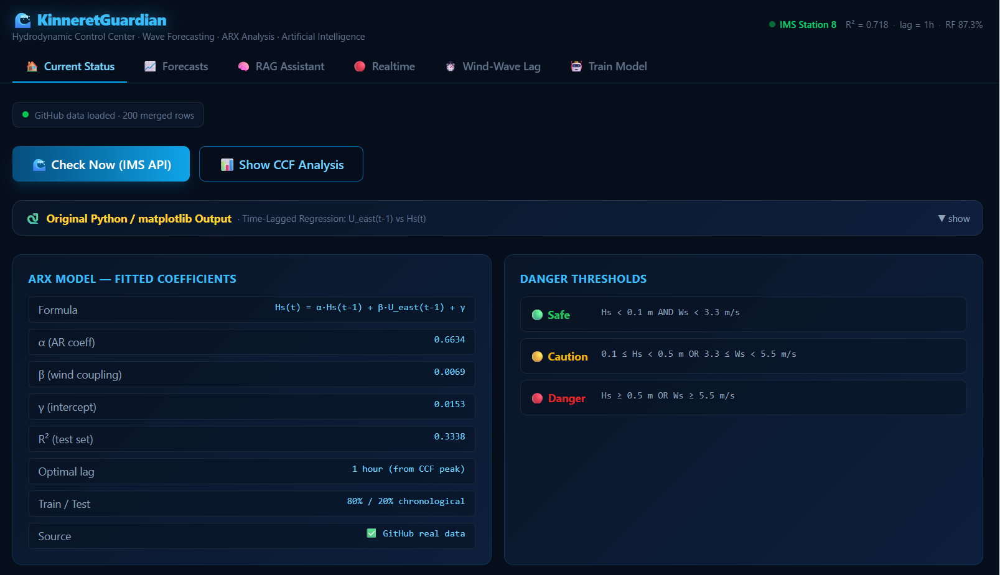 KinneretGuardian
Hydrodynamic Control Center · Wave Forecasting · ARX Analysis · Artificial Intelligence
IMS Station 8 R² = 0.718 · lag = 1h · RF 87.3%
Current Status
Forecasts
RAG Assistant
Realtime
Wind-Wave Lag
Train Model
GitHub data loaded · 200 merged rows
Check Now (IMS API)
Show CCF Analysis
Original Python / matplotlib Output · Time-Lagged Regression: U_east(t-1) vs Hs(t)
▼ show
ARX MODEL — FITTED COEFFICIENTS
Formula Hs(t) = α·Hs(t-1) + β·U_east(t-1) + γ
α (AR coeff) 0.6634
β (wind coupling) 0.0069
γ (intercept) 0.0153
R² (test set) 0.3338
Optimal lag 1 hour (from CCF peak)
Train / Test 80% / 20% chronological
Source ✅ GitHub real data
DANGER THRESHOLDS
Safe Hs < 0.1 m AND Ws < 3.3 m/s
Caution 0.1 ≤ Hs < 0.5 m OR 3.3 ≤ Ws < 5.5 m/s
Danger Hs ≥ 0.5 m OR Ws ≥ 5.5 m/s